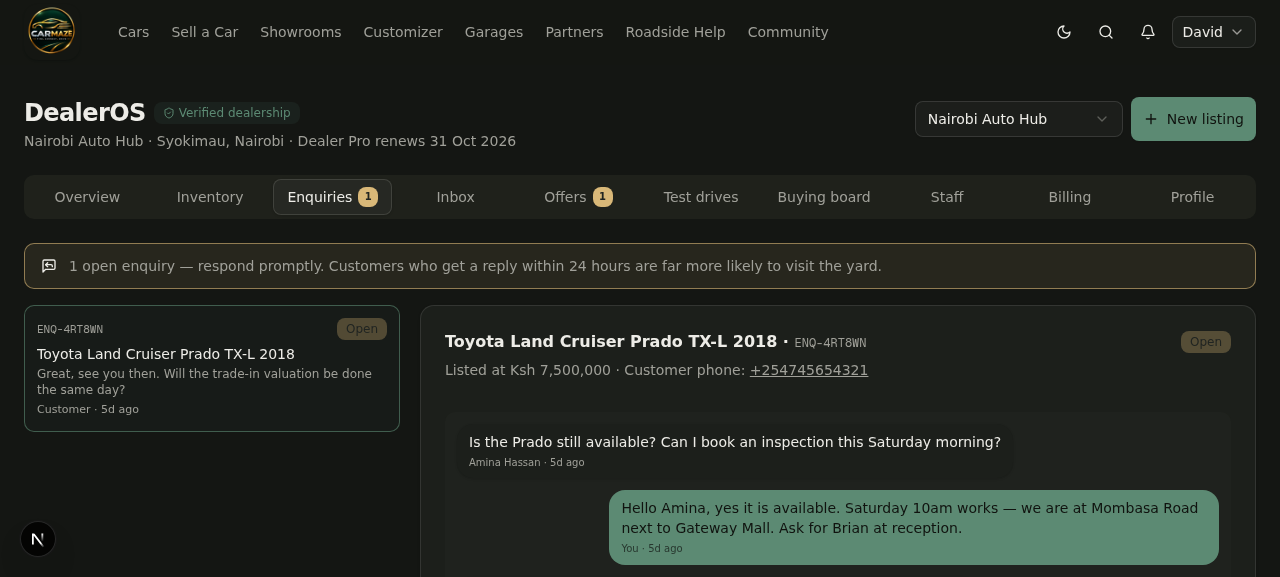 CARMAZE
Cars
Sell a Car
Showrooms
Customizer
Garages
Partners
Roadside Help
Community
David
DealerOS
Verified dealership
Nairobi Auto Hub · Syokimau, Nairobi · Dealer Pro renews 31 Oct 2026
Nairobi Auto Hub
New listing
Overview
Inventory
Enquiries 1
Inbox
Offers 1
Test drives
Buying board
Staff
Billing
Profile
1 open enquiry — respond promptly. Customers who get a reply within 24 hours are far more likely to visit the yard.
ENQ-4RT8WN
Open
Toyota Land Cruiser Prado TX-L 2018
Great, see you then. Will the trade-in valuation be done
the same day?
Customer · 5d ago
Toyota Land Cruiser Prado TX-L 2018 · ENQ-4RT8WN
Open
Listed at Ksh 7,500,000 · Customer phone: +254745654321
Is the Prado still available? Can I book an inspection this Saturday morning?
Amina Hassan · 5d ago
Hello Amina, yes it is available. Saturday 10am works — we are at Mombasa Road
next to Gateway Mall. Ask for Brian at reception.
You · 5d ago
N